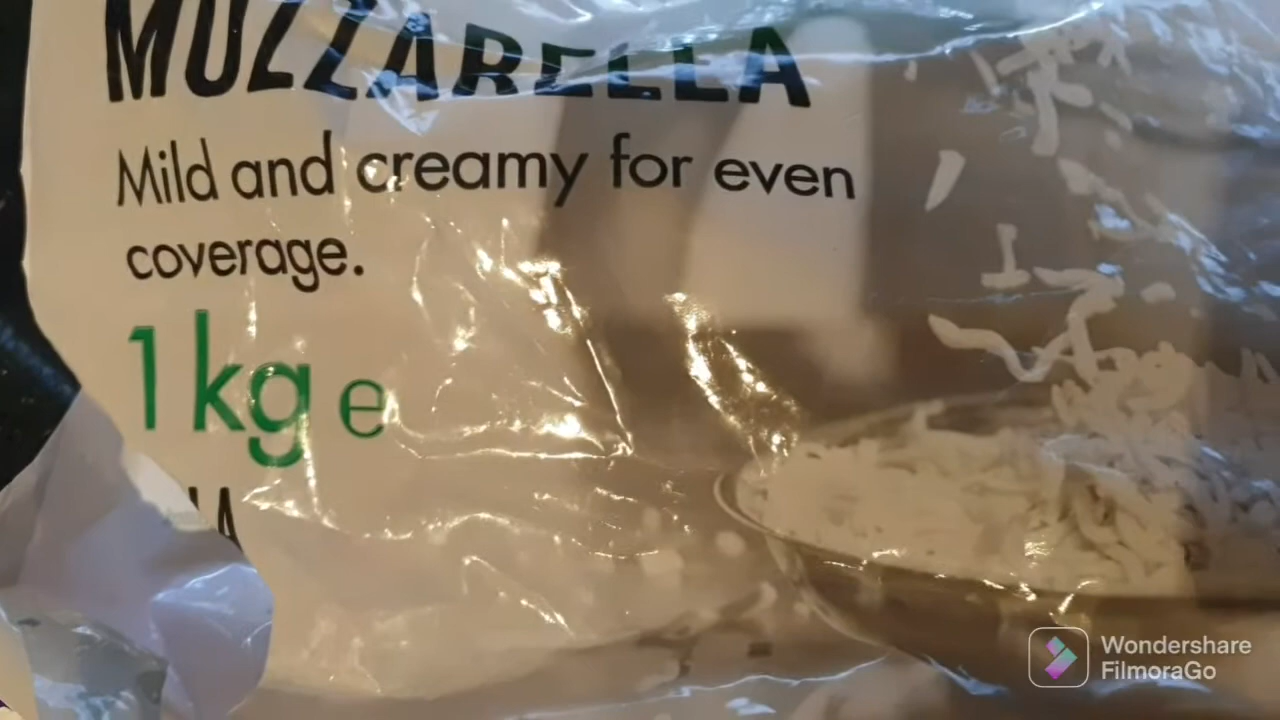 MOZZARELLA
Mild and creamy for even
coverage.
1kg e
Wondershare
FilmoraGo